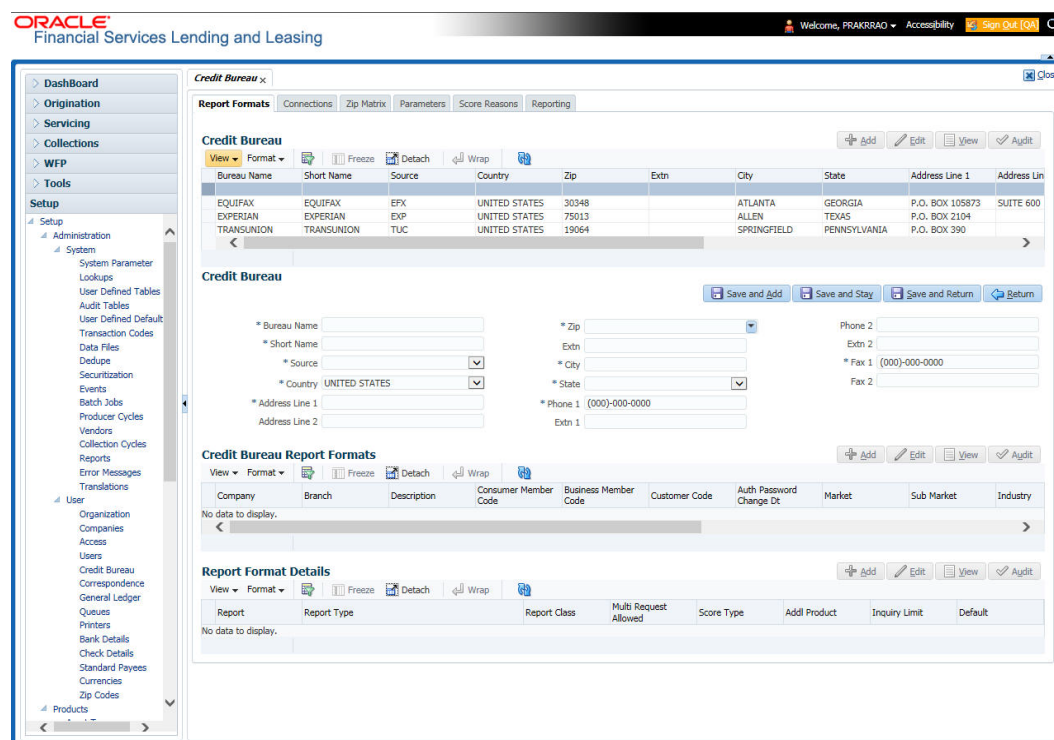 ORACLE
Financial Services Lending and Leasing
Welcome, PRAKRRAO Accessibility Sign Out [QA]
DashBoard
Origination
Servicing
Collections
WFP
Tools
Setup
Setup
Administration
System
System Parameter
Lookups
User Defined Tables
Audit Tables
User Defined Default
Transaction Codes
Data Files
Dedupe
Securitization
Events
Batch Jobs
Producer Cycles
Vendors
Collection Cycles
Reports
Error Messages
Translations
User
Organization
Companies
Access
Users
Credit Bureau
Correspondence
General Ledger
Queues
Printers
Bank Details
Check Details
Standard Payees
Currencies
Zip Codes
Products
Credit Bureau × Clos
Report Formats Connections Zip Matrix Parameters Score Reasons Reporting
Credit Bureau Add Edit View Audit
View Format Freeze Detach Wrap
Bureau Name Short Name Source Country Zip Extn City State Address Line 1 Address Lin
EQUIFAX EQUIFAX EFX UNITED STATES 30348 ATLANTA GEORGIA P.O. BOX 105873 SUITE 600
EXPERIAN EXPERIAN EXP UNITED STATES 75013 ALLEN TEXAS P.O. BOX 2104
TRANSUNION TRANSUNION TUC UNITED STATES 19064 SPRINGFIELD PENNSYLVANIA P.O. BOX 390
Credit Bureau
Save and Add Save and Stay Save and Return Return
* Bureau Name * Zip Phone 2
* Short Name Extn Extn 2
* Source * City * Fax 1 (000)-000-0000
* Country UNITED STATES * State Fax 2
* Address Line 1 * Phone 1 (000)-000-0000
Address Line 2 Extn 1
Credit Bureau Report Formats Add Edit View Audit
View Format Freeze Detach Wrap
Company Branch Description Consumer Member Code Business Member Code Customer Code Auth Password Change Dt Market Sub Market Industry
No data to display.
Report Format Details Add Edit View Audit
View Format Freeze Detach Wrap
Report Report Type Report Class Multi Request Allowed Score Type Addl Product Inquiry Limit Default
No data to display.